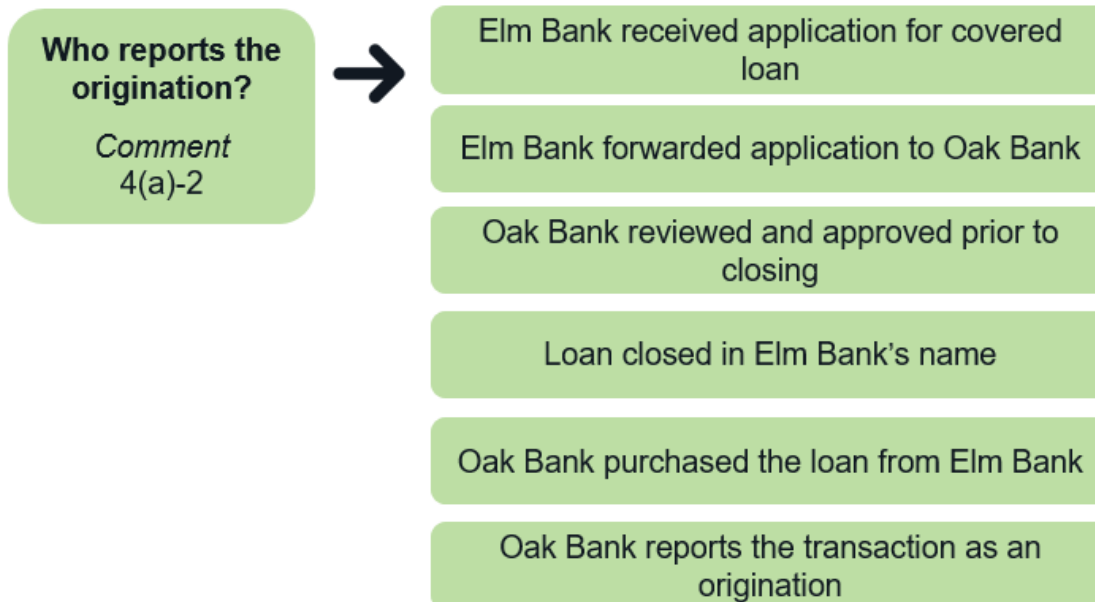 Who reports the
origination?
Comment
4(a)-2
Elm Bank received application for covered
loan
Elm Bank forwarded application to Oak Bank
Oak Bank reviewed and approved prior to
closing
Loan closed in Elm Bank's name
Oak Bank purchased the loan from Elm Bank
Oak Bank reports the transaction as an
origination